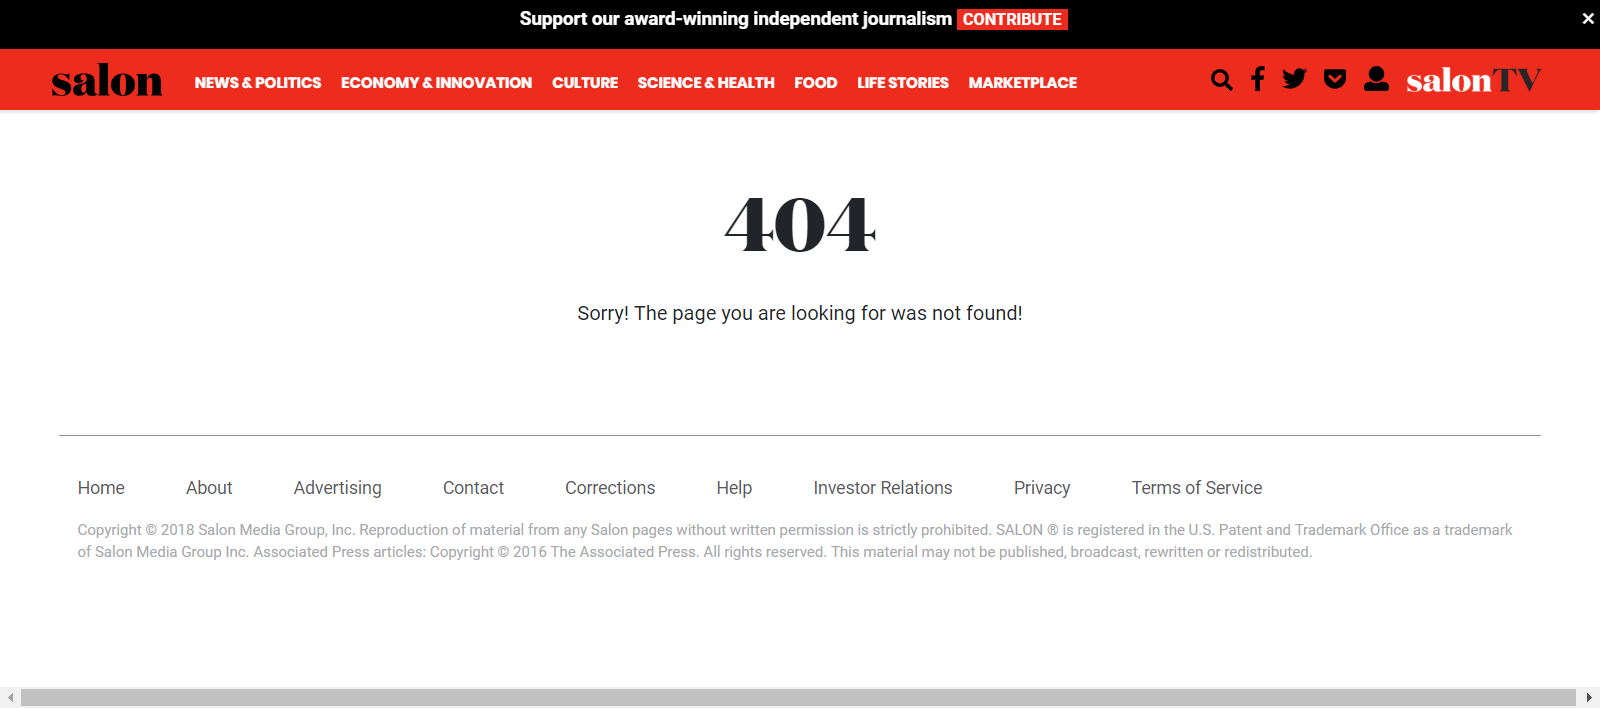 Support our award-winning independent journalism CONTRIBUTE
salon NEWS & POLITICS ECONOMY & INNOVATION CULTURE SCIENCE & HEALTH FOOD LIFE STORIES MARKETPLACE salonTV
404
Sorry! The page you are looking for was not found!
Home About Advertising Contact Corrections Help Investor Relations Privacy Terms of Service
Copyright © 2018 Salon Media Group, Inc. Reproduction of material from any Salon pages without written permission is strictly prohibited. SALON ® is registered in the U.S. Patent and Trademark Office as a trademark
of Salon Media Group Inc. Associated Press articles: Copyright © 2016 The Associated Press. All rights reserved. This material may not be published, broadcast, rewritten or redistributed.